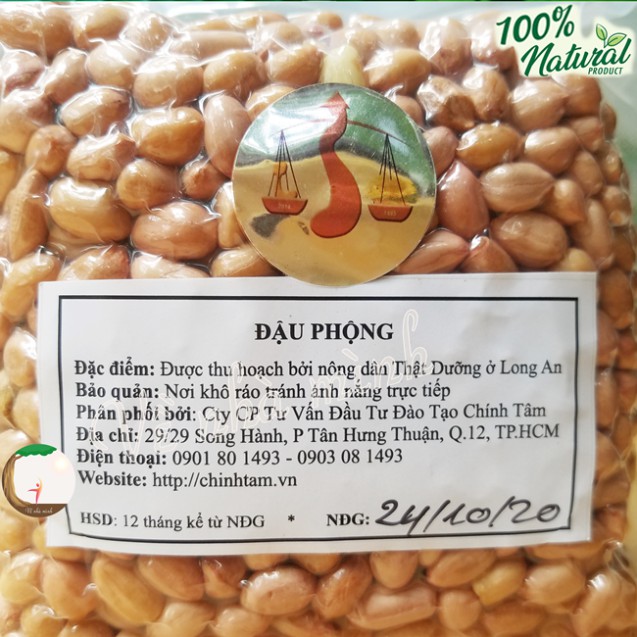 100%
Natural
PRODUCT
ĐẬU PHỘNG
Đặc điểm: Được thu hoạch bởi nông dân Thật Dưỡng ở Long An
Bảo quản: Nơi khô ráo tránh ánh nắng trực tiếp
Phân phối bởi: Cty CP Tư Vấn Đầu Tư Đào Tạo Chính Tâm
Địa chỉ: 29/29 Song Hành, P Tân Hưng Thuận, Q.12, TP.HCM
Điện thoại: 0901 80 1493 - 0903 08 1493
Website: http://chinhtam.vn
HSD: 12 tháng kể từ NĐG * NĐG: 24/10/20